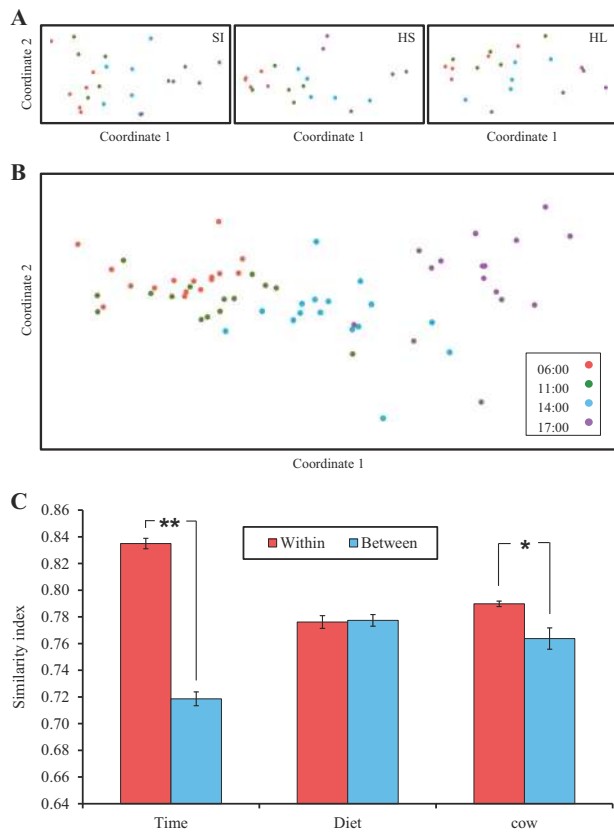 A
SI
HS
HL
Coordinate 2
Coordinate 1
Coordinate 1
Coordinate 1
B
Coordinate 2
06:00
11:00
14:00
17:00
Coordinate 1
C
0.86
0.84
0.82
0.80
0.78
0.76
0.74
0.72
0.70
0.68
0.66
0.64
Similarity index
**
Within
Between
*
Time
Diet
cow